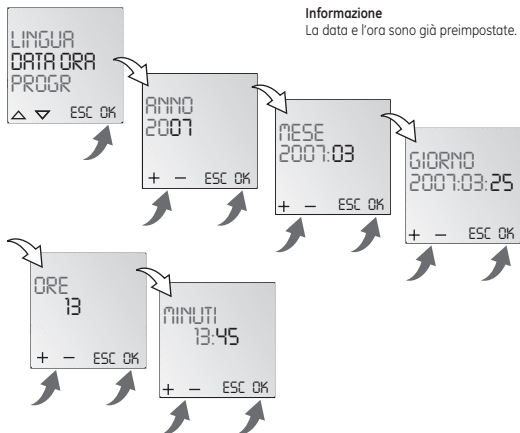 Informazione
La data e l'ora sono già preimpostate.
LINGUA
DATA ORA
PROGR
△ ▽ ESC OK
ANNO
2007
+ − ESC OK
MESE
2007:03
+ − ESC OK
GIORNO
2007:03:25
+ − ESC OK
ORE
13
+ − ESC OK
MINUTI
13:45
+ − ESC OK